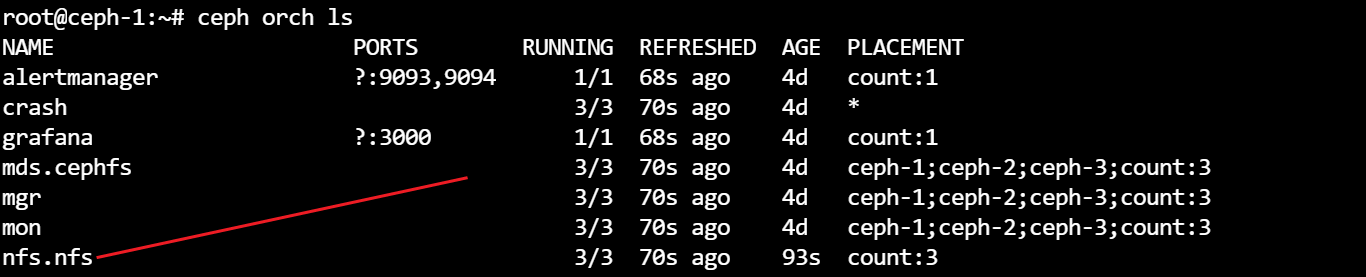 root@ceph-1:~# ceph orch ls
NAME PORTS RUNNING REFRESHED AGE PLACEMENT
alertmanager ?:9093,9094 1/1 68s ago 4d count:1
crash 3/3 70s ago 4d *
grafana ?:3000 1/1 68s ago 4d count:1
mds.cephfs 3/3 70s ago 4d ceph-1;ceph-2;ceph-3;count:3
mgr 3/3 70s ago 4d ceph-1;ceph-2;ceph-3;count:3
mon 3/3 70s ago 4d ceph-1;ceph-2;ceph-3;count:3
nfs.nfs 3/3 70s ago 93s count:3